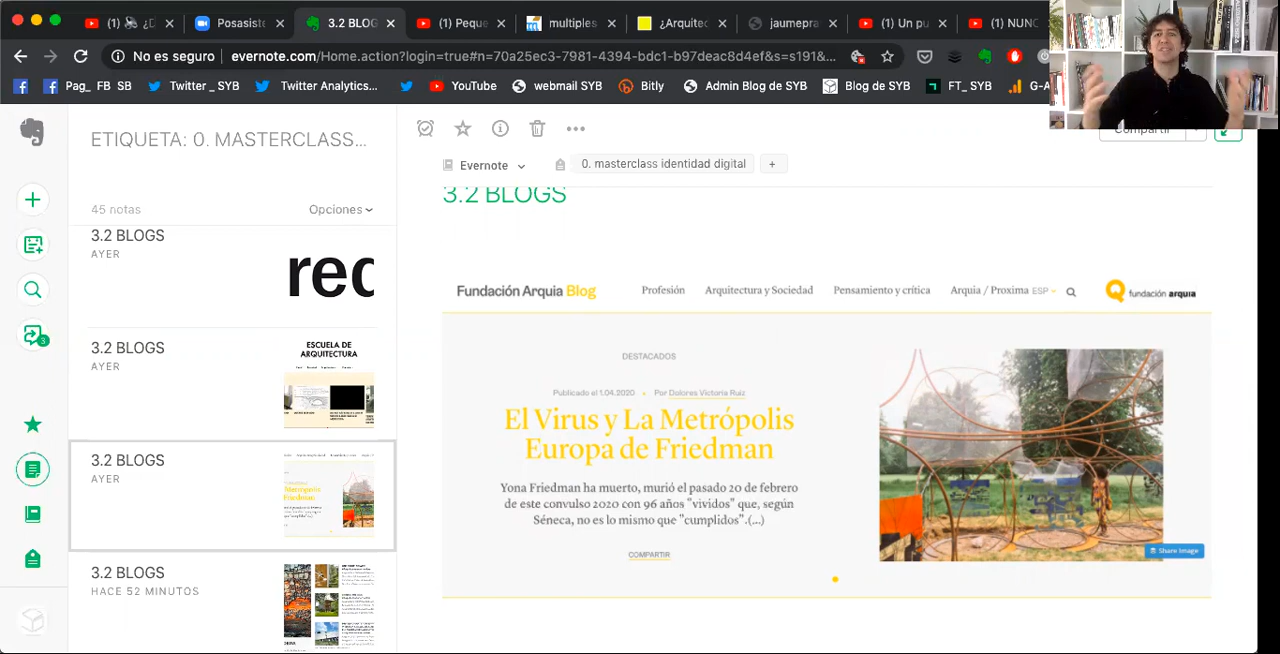 (1) 🐉 ¿D
Posasiste
3.2 BLOG
(1) Peque
multiples
¿Arquitec
jaumepra
(1) Un pu
(1) NUNC
No es seguro
evernote.com/Home.action?login=true#n=70a25ec3-7981-4394-bdc1-b97deac8d4ef&s=s191&...
Pag_ FB SB
Twitter _ SYB
Twitter Analytics...
YouTube
webmail SYB
Bitly
Admin Blog de SYB
Blog de SYB
FT_ SYB
G-A
ETIQUETA: 0. MASTERCLASS...
45 notas
Opciones
3.2 BLOGS
AYER
rec
3.2 BLOGS
AYER
ESCUELA DE
ARQUITECTURA
3.2 BLOGS
AYER
3.2 BLOGS
HACE 52 MINUTOS
3
Compartir
Evernote
0. masterclass identidad digital
+
3.2 BLOGS
Fundación Arquia Blog
Profesión
Arquitectura y Sociedad
Pensamiento y crítica
Arquia / Proxima
ESP
fundación arquia
DESTACADOS
Publicado el 1.04.2020 • Por Dolores Victoria Ruiz
El Virus y La Metrópolis
Europa de Friedman
Yona Friedman ha muerto, murió el pasado 20 de febrero
de este convulso 2020 con 96 años "vividos" que, según
Séneca, no es lo mismo que "cumplidos".(...)
COMPARTIR
Share Image